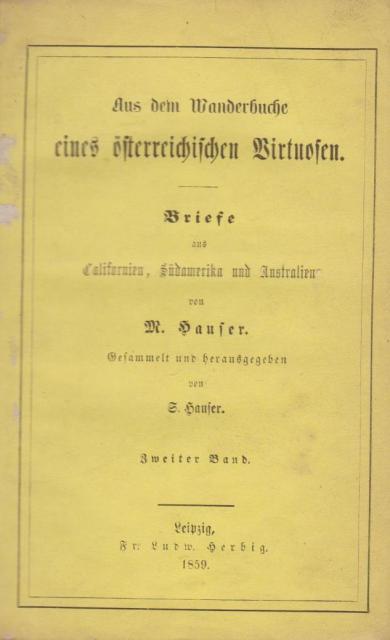 Aus dem Wanderbuche
eines österreichischen Virtuosen.
Briefe
aus
Californien, Südamerika und Australien
von
M. Hauser.
Gesammelt und herausgegeben
von
S. Hauser.
Zweiter Band.
Leipzig,
Fr. Ludw. Herbig.
1859.